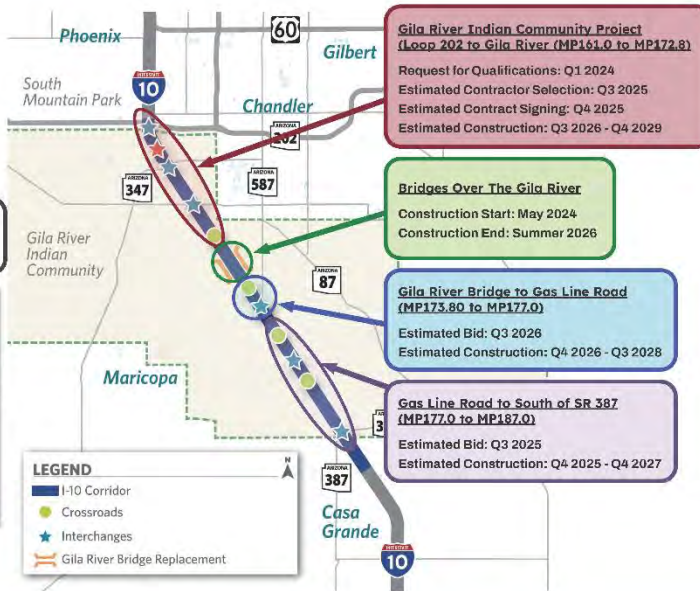 Phoenix
60
Gilbert
South
Mountain Park
10
Chandler
ARIZONA
202
ARIZONA
347
ARIZONA
587
Gila River
Indian
Community
ARIZONA
87
Maricopa
ARIZONA
387
Casa
Grande
10
Gila River Indian Community Project
(Loop 202 to Gila River (MP161.0 to MP172.8)
Request for Qualifications: Q1 2024
Estimated Contractor Selection: Q3 2025
Estimated Contract Signing: Q4 2025
Estimated Construction: Q3 2026 - Q4 2029
Bridges Over The Gila River
Construction Start: May 2024
Construction End: Summer 2026
Gila River Bridge to Gas Line Road
(MP173.80 to MP177.0)
Estimated Bid: Q3 2026
Estimated Construction: Q4 2026 - Q3 2028
Gas Line Road to South of SR 387
(MP177.0 to MP187.0)
Estimated Bid: Q3 2025
Estimated Construction: Q4 2025 - Q4 2027
LEGEND
N
I-10 Corridor
Crossroads
Interchanges
Gila River Bridge Replacement